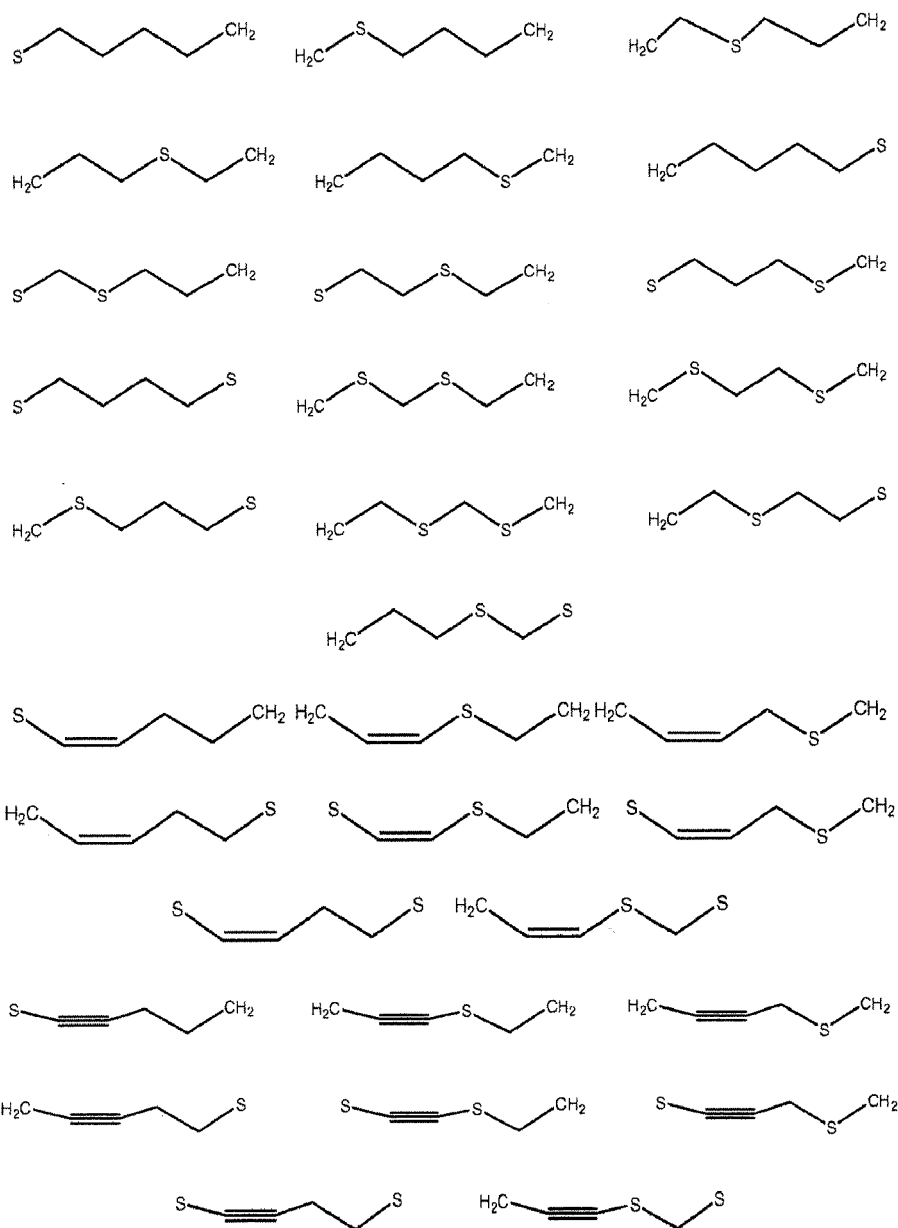 S CH₂ H₂C S CH₂ H₂C S CH₂
H₂C S CH₂ H₂C S CH₂ H₂C S
S S CH₂ S S CH₂ S S CH₂
S S H₂C S S CH₂ H₂C S S CH₂
H₂C S S H₂C S S CH₂ H₂C S S
H₂C S S
S CH₂ H₂C S CH₂ H₂C S CH₂
H₂C S S S CH₂ S S CH₂
S S H₂C S S
S CH₂ H₂C S CH₂ H₂C S CH₂
H₂C S S S CH₂ S S CH₂
S S H₂C S S